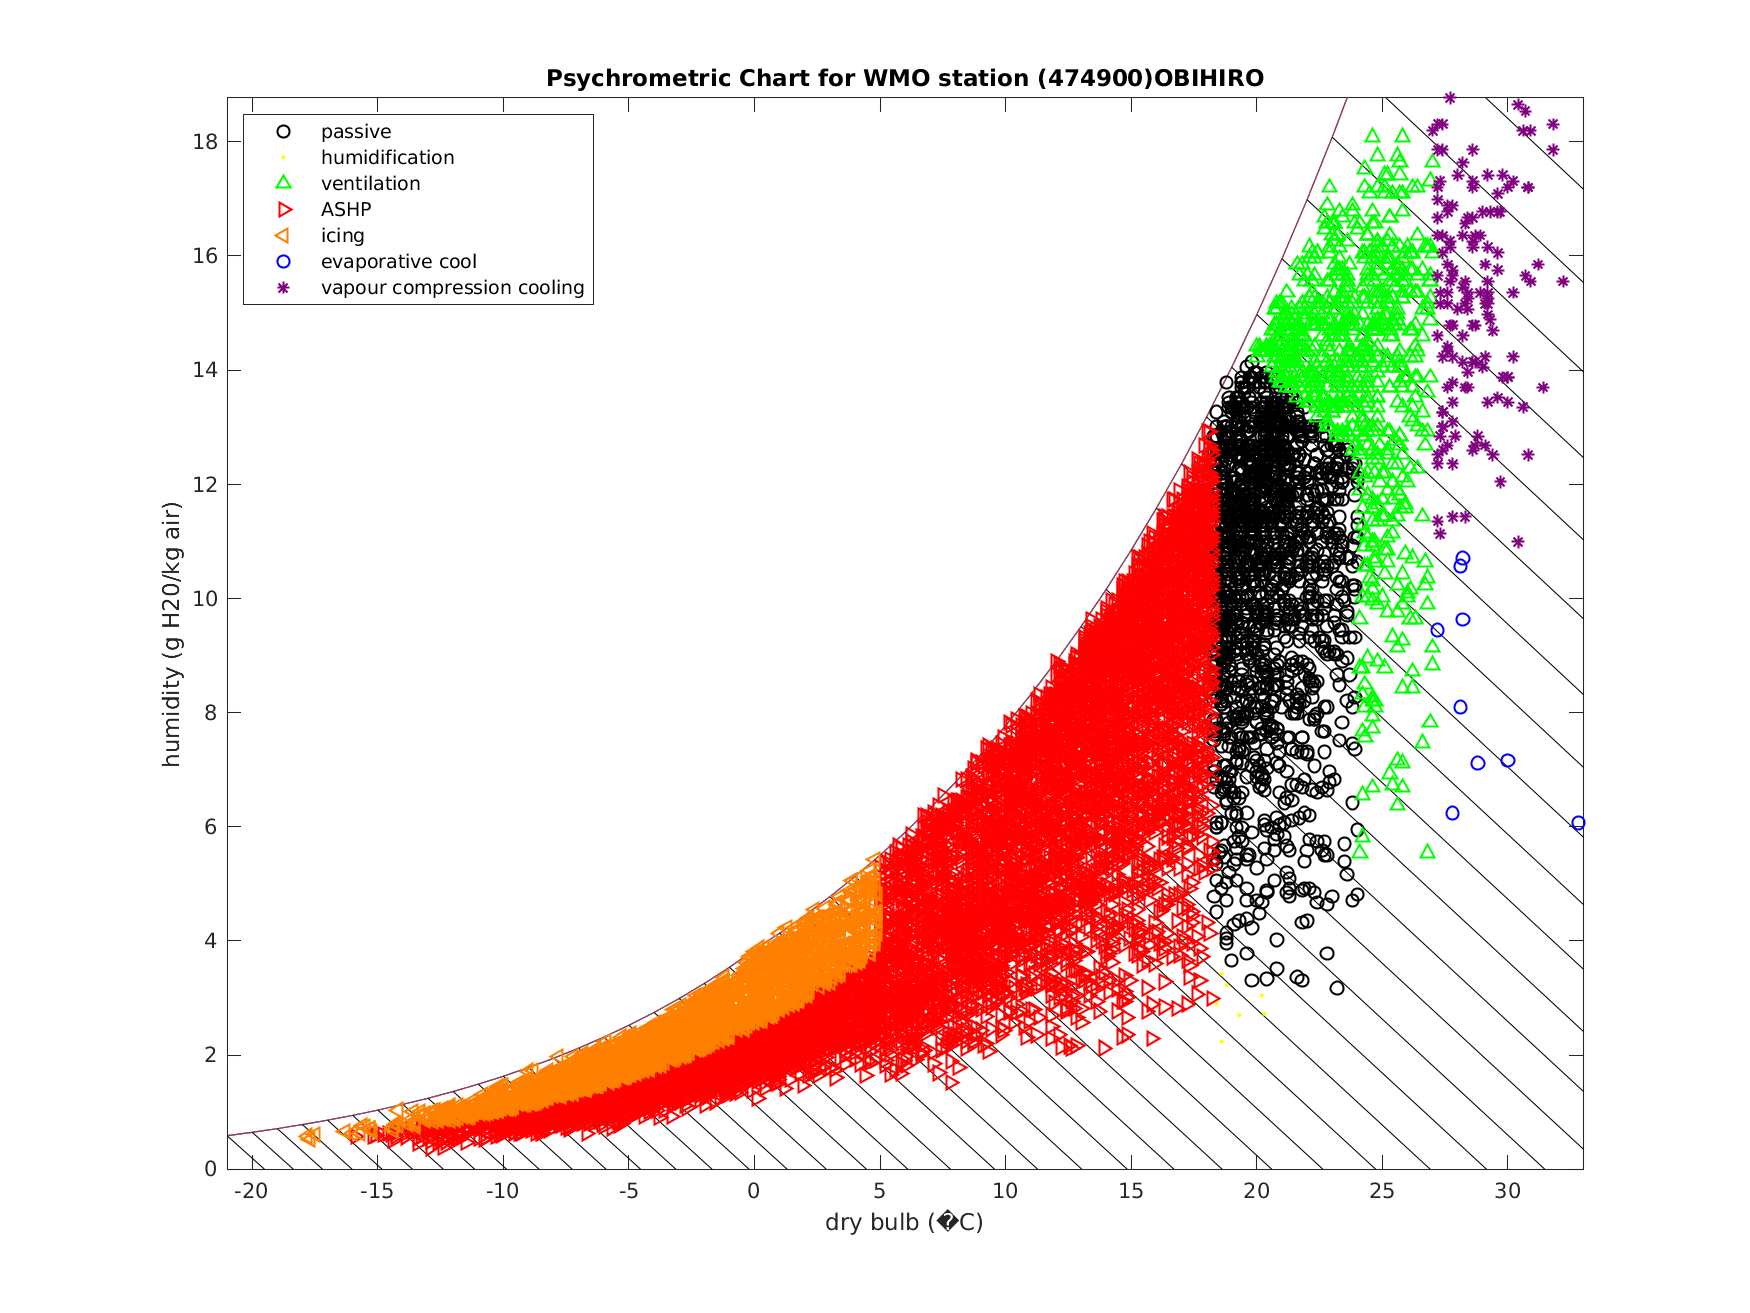 Psychrometric Chart for WMO station (474900)OBIHIRO
passive
humidification
ventilation
ASHP
icing
evaporative cool
vapour compression cooling
18
16
14
12
10
8
6
4
2
0
humidity (g H20/kg air)
-20 -15 -10 -5 0 5 10 15 20 25 30
dry bulb (�C)